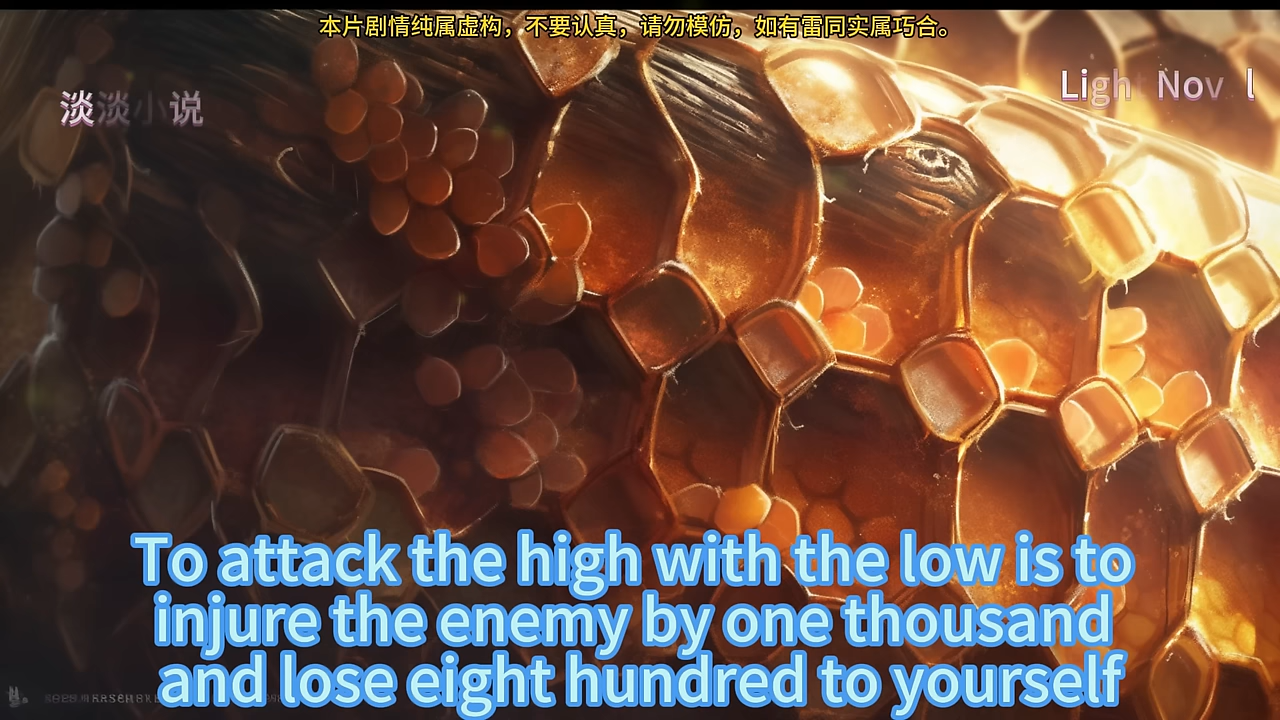 本片剧情纯属虚构，不要认真，请勿模仿，如有雷同实属巧合。
淡淡小说
Light Nov l
To attack the high with the low is to
injure the enemy by one thousand
and lose eight hundred to yourself